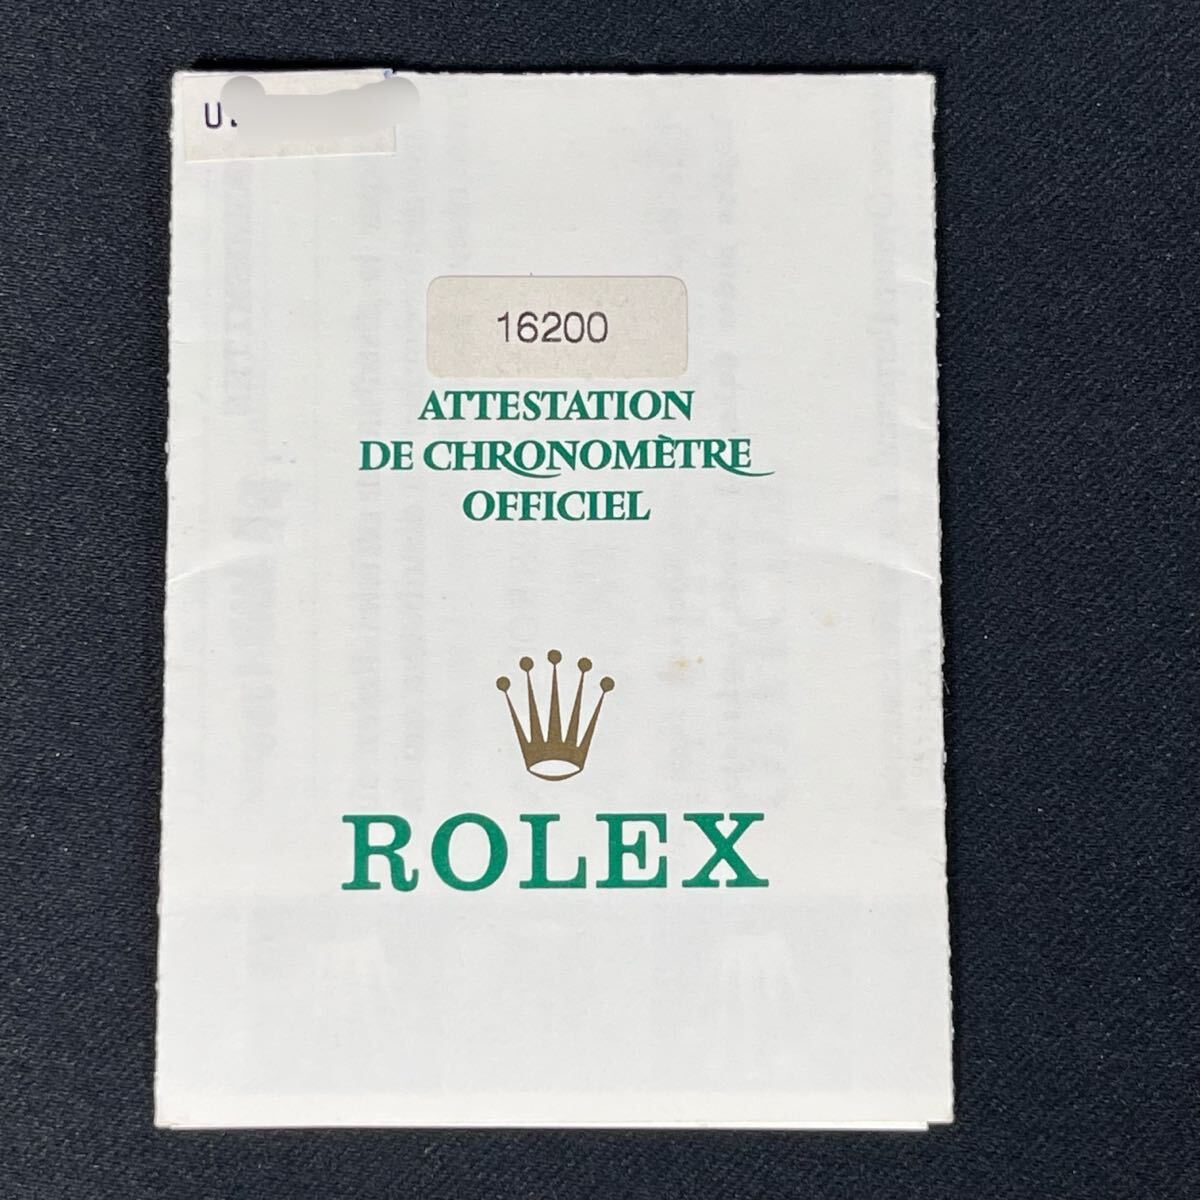 U.
16200
ATTESTATION
DE CHRONOMÈTRE
OFFICIEL
ROLEX